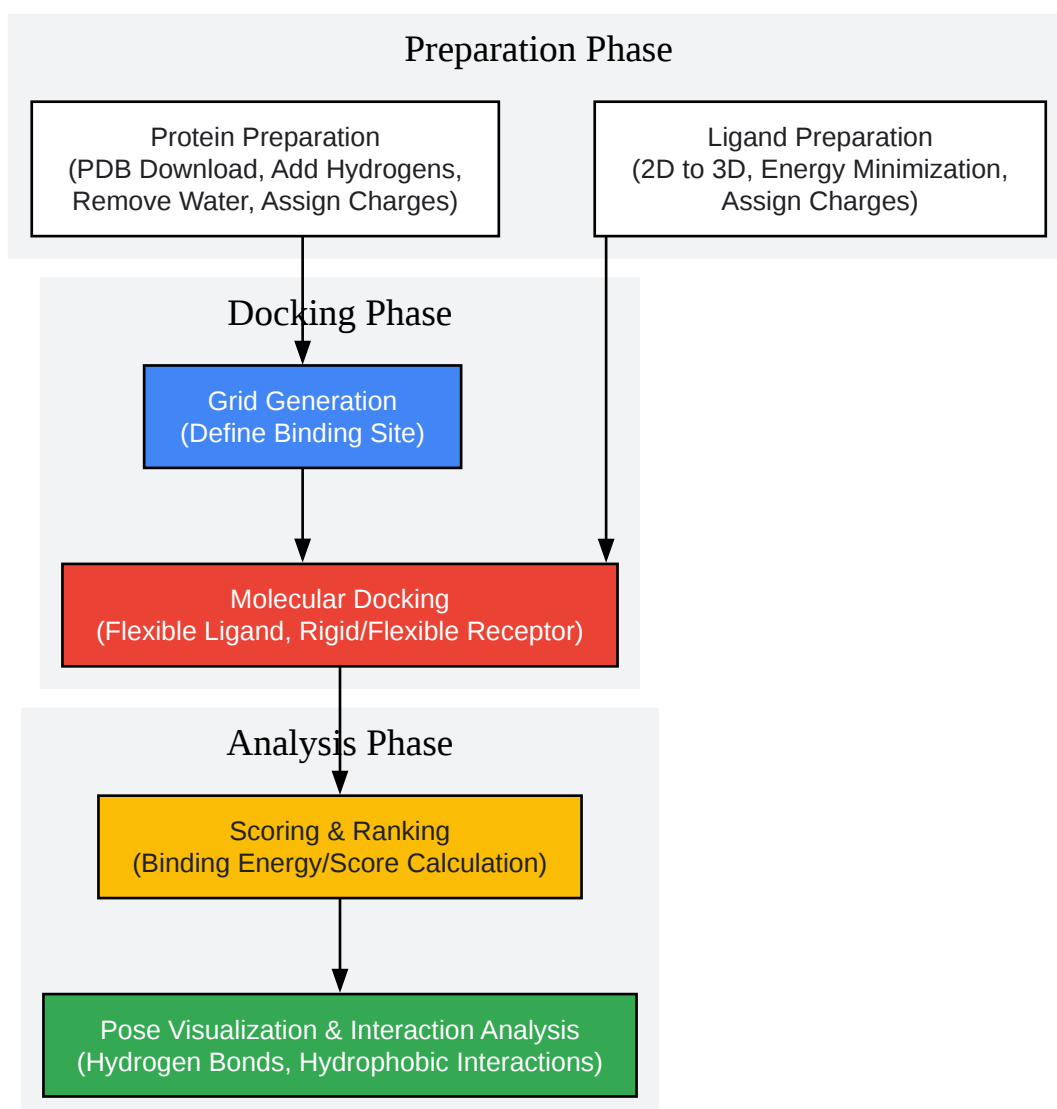 Preparation Phase
Protein Preparation
(PDB Download, Add Hydrogens,
Remove Water, Assign Charges)
Ligand Preparation
(2D to 3D, Energy Minimization,
Assign Charges)
Docking Phase
Grid Generation
(Define Binding Site)
Molecular Docking
(Flexible Ligand, Rigid/Flexible Receptor)
Analysis Phase
Scoring & Ranking
(Binding Energy/Score Calculation)
Pose Visualization & Interaction Analysis
(Hydrogen Bonds, Hydrophobic Interactions)